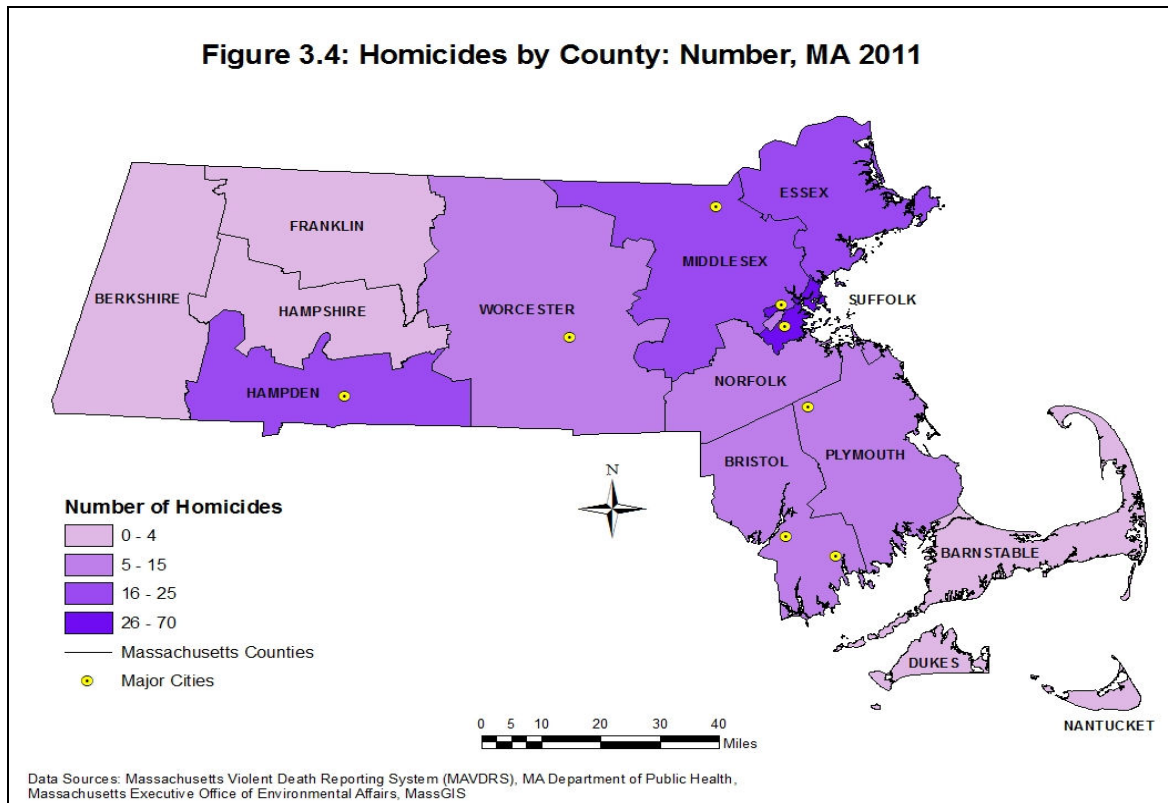 Figure 3.4: Homicides by County: Number, MA 2011
ESSEX
FRANKLIN
MIDDLESEX
BERKSHIRE
HAMPSHIRE
WORCESTER
SUFFOLK
NORFOLK
HAMPDEN
BRISTOL
PLYMOUTH
N
Number of Homicides
0 - 4
5 - 15
16 - 25
26 - 70
Massachusetts Counties
Major Cities
BARNSTABLE
DUKES
NANTUCKET
0 5 10 20 30 40
Miles
Data Sources: Massachusetts Violent Death Reporting System (MAVDRS), MA Department of Public Health,
Massachusetts Executive Office of Environmental Affairs, MassGIS